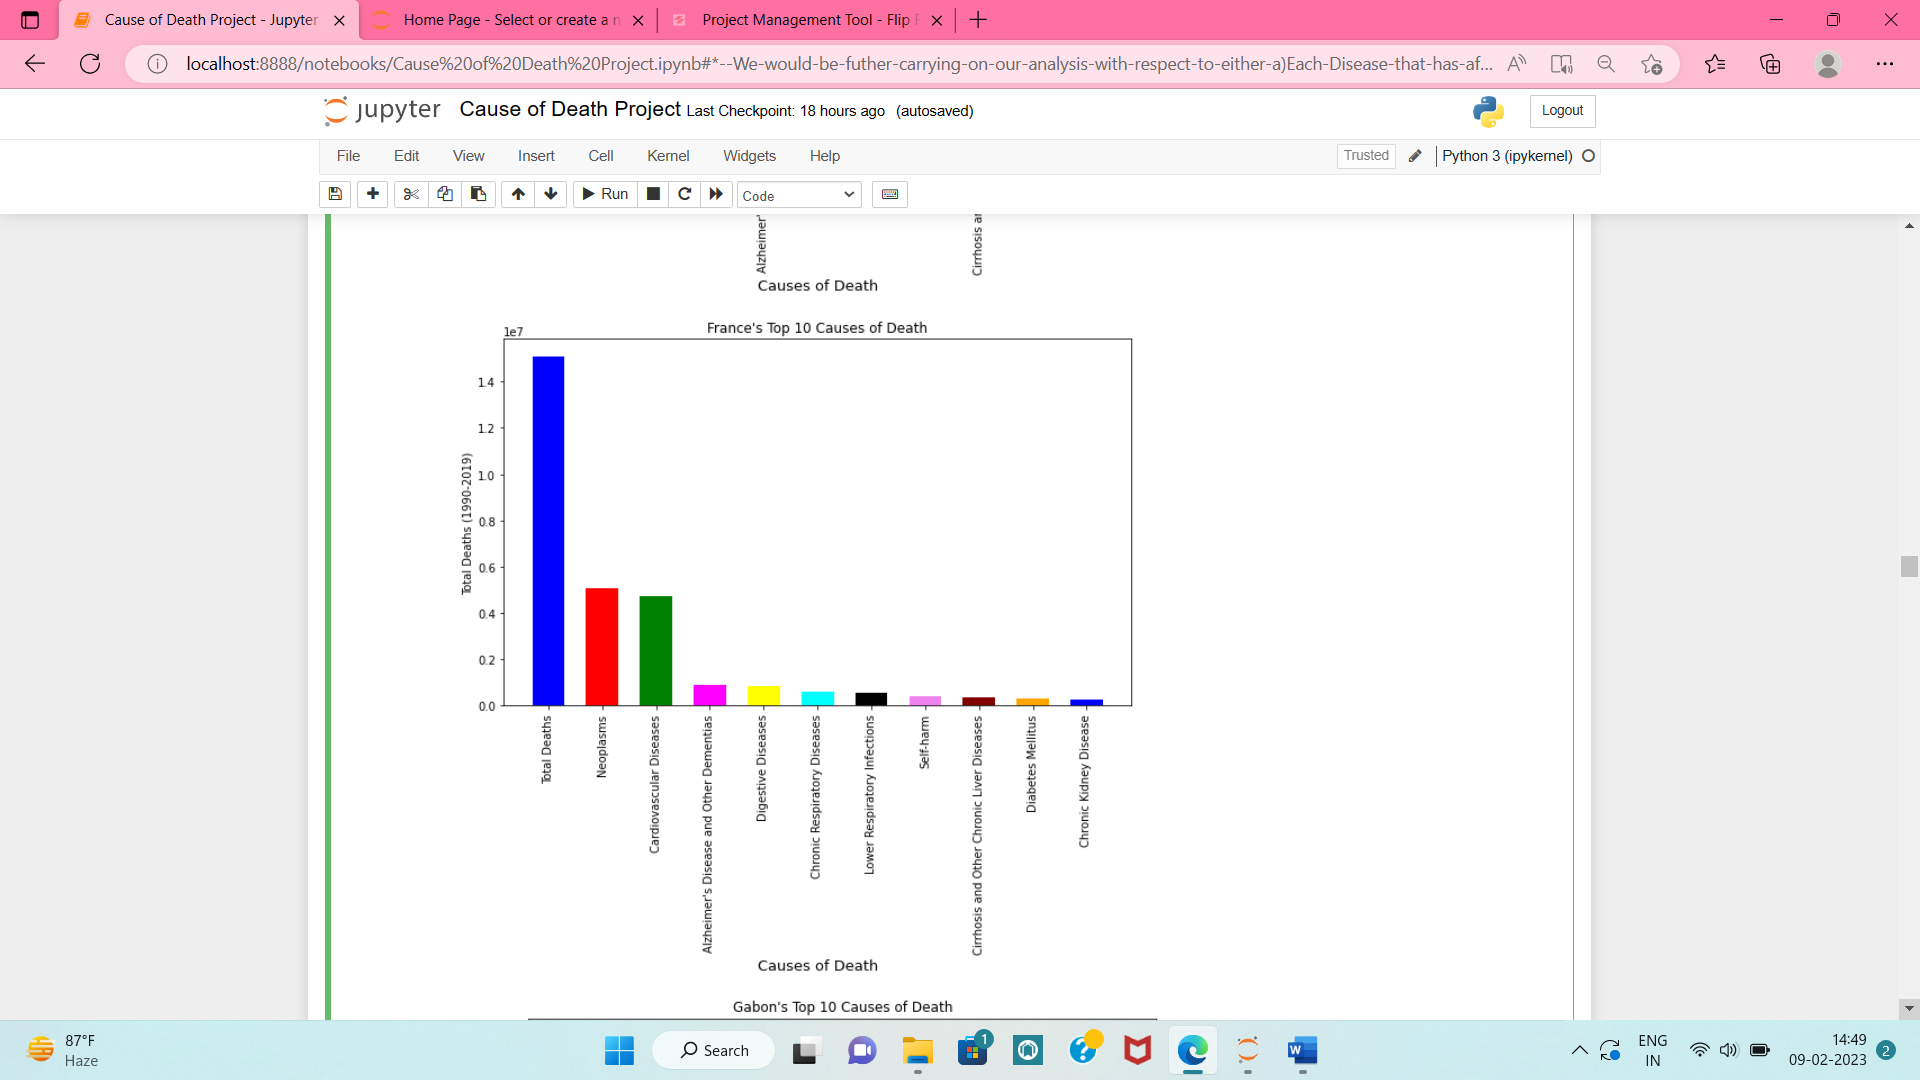 Cause of Death Project - Jupyter
Home Page - Select or create a n
Project Management Tool - Flip F
localhost:8888/notebooks/Cause%20of%20Death%20Project.ipynb#*--We-would-be-futher-carrying-on-our-analysis-with-respect-to-either-a)Each-Disease-that-has-af...
jupyter Cause of Death Project Last Checkpoint: 18 hours ago (autosaved)
Logout
File Edit View Insert Cell Kernel Widgets Help
Trusted
Python 3 (ipykernel)
Run
Code
Alzheimer'
Cirrhosis a
Causes of Death
France's Top 10 Causes of Death
1e7
1.4
1.2
1.0
0.8
0.6
0.4
0.2
0.0
Total Deaths (1990-2019)
Total Deaths
Neoplasms
Cardiovascular Diseases
Alzheimer's Disease and Other Dementias
Digestive Diseases
Chronic Respiratory Diseases
Lower Respiratory Infections
Self-harm
Cirrhosis and Other Chronic Liver Diseases
Diabetes Mellitus
Chronic Kidney Disease
Causes of Death
Gabon's Top 10 Causes of Death
87°F
Haze
Search
1
ENG
IN
14:49
09-02-2023
2